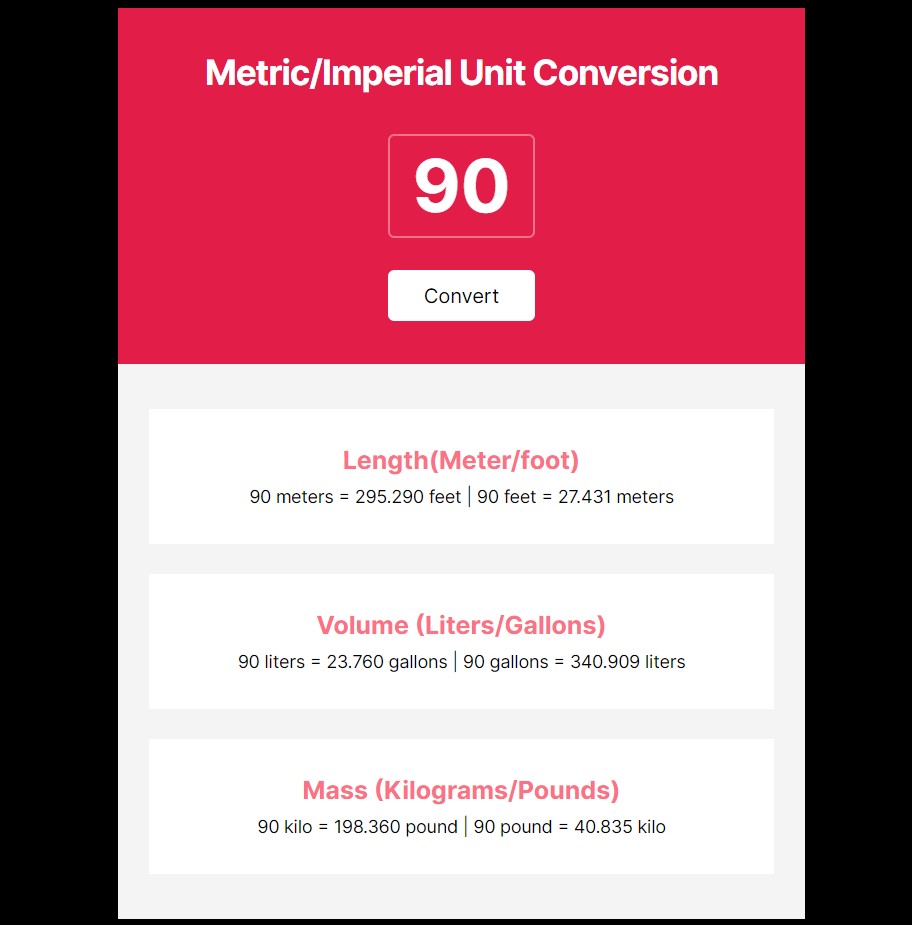 Metric/Imperial Unit Conversion
90
Convert
Length(Meter/foot)
90 meters = 295.290 feet | 90 feet = 27.431 meters
Volume (Liters/Gallons)
90 liters = 23.760 gallons | 90 gallons = 340.909 liters
Mass (Kilograms/Pounds)
90 kilo = 198.360 pound | 90 pound = 40.835 kilo